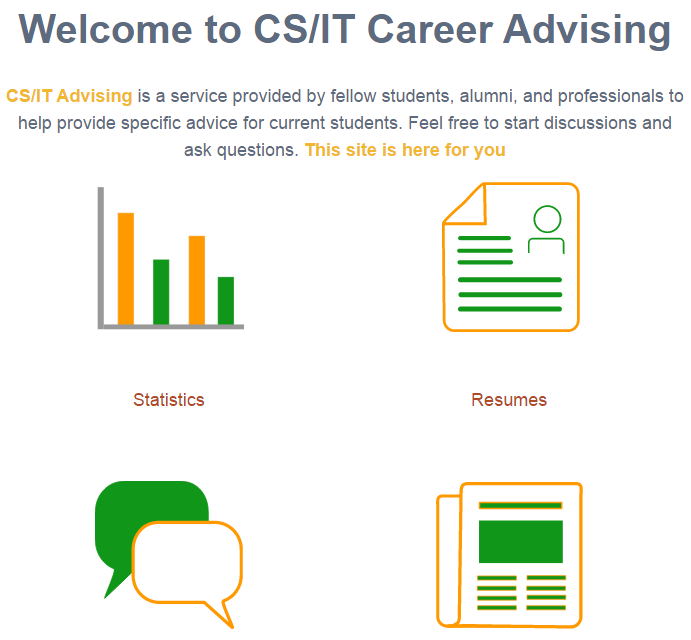 Welcome to CS/IT Career Advising
CS/IT Advising is a service provided by fellow students, alumni, and professionals to
help provide specific advice for current students. Feel free to start discussions and
ask questions. This site is here for you
Statistics
Resumes